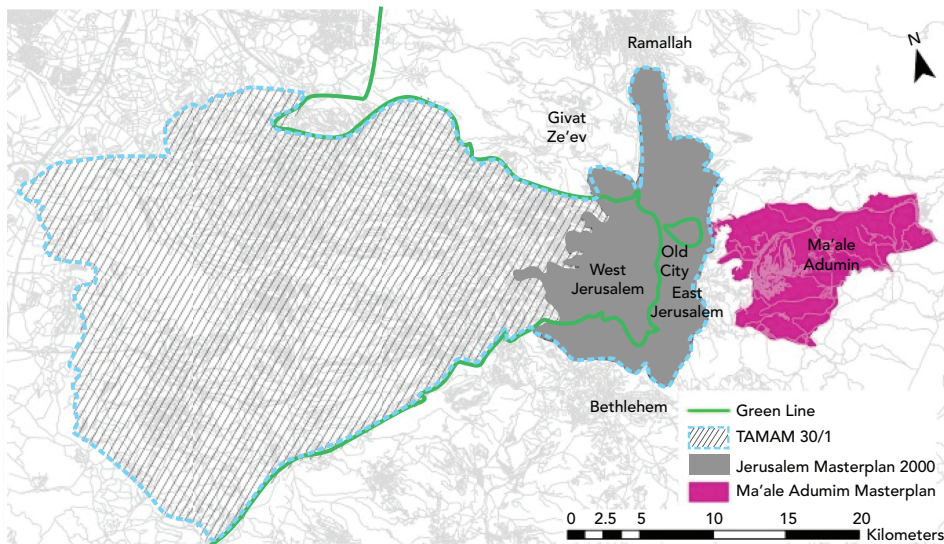 Ramallah
N
Givat
Ze'ev
Ma'ale
Adumin
Old
City
West
Jerusalem
East
Jerusalem
Bethlehem
Green Line
TAMAM 30/1
Jerusalem Masterplan 2000
Ma'ale Adumim Masterplan
0 2.5 5 10 15 20
Kilometers